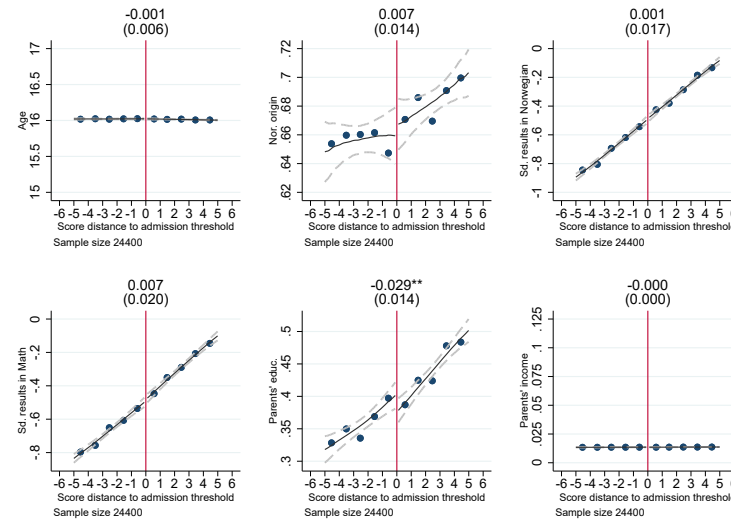 -0.001
(0.006)
Age
17
16.5
16
15.5
15
-6 -5 -4 -3 -2 -1 0 1 2 3 4 5 6
Score distance to admission threshold
Sample size 24400
0.007
(0.014)
Nor. origin
.72
.7
.68
.66
.64
.62
-6 -5 -4 -3 -2 -1 0 1 2 3 4 5 6
Score distance to admission threshold
Sample size 24400
0.001
(0.017)
Sd. results in Norwegian
0
-.2
-.4
-.6
-.8
-1
-6 -5 -4 -3 -2 -1 0 1 2 3 4 5 6
Score distance to admission threshold
Sample size 24400
0.007
(0.020)
Sd. results in Math
0
-.2
-.4
-.6
-.8
-6 -5 -4 -3 -2 -1 0 1 2 3 4 5 6
Score distance to admission threshold
Sample size 24400
-0.029**
(0.014)
Parents' educ.
.5
.45
.4
.35
.3
-6 -5 -4 -3 -2 -1 0 1 2 3 4 5 6
Score distance to admission threshold
Sample size 24400
-0.000
(0.000)
Parents' income
.125
.1
.075
.05
.025
0
-6 -5 -4 -3 -2 -1 0 1 2 3 4 5 6
Score distance to admission threshold
Sample size 24400